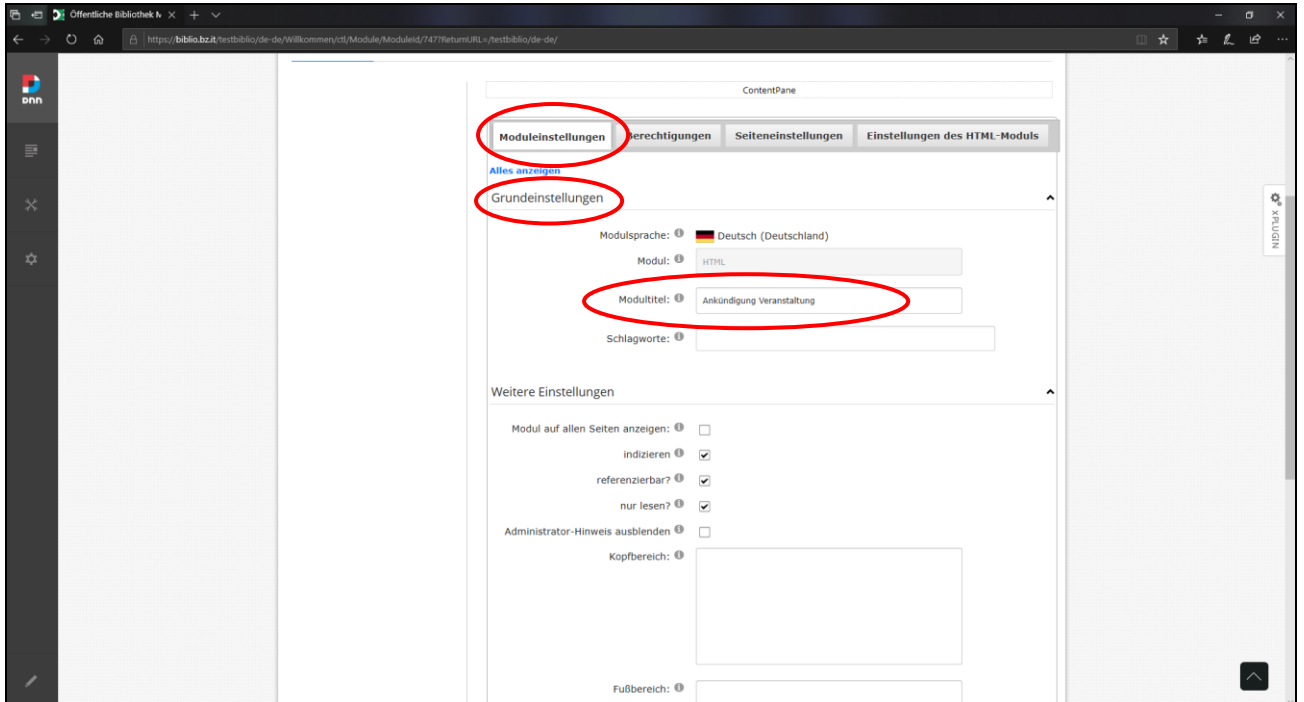 Öffentliche Bibliothek M
https://biblio.bz.it/testbiblio/de-de/Willkommen/ctl/Module/ModuleId/747?ReturnURL=/testbiblio/de-de/
DNN
ContentPane
Moduleinstellungen Berechtigungen Seiteneinstellungen Einstellungen des HTML-Moduls
Alles anzeigen
Grundeinstellungen
XPLUGIN
Modulsprache: Deutsch (Deutschland)
Modul: HTML
Modultitel: Ankündigung Veranstaltung
Schlagworte:
Weitere Einstellungen
Modul auf allen Seiten anzeigen:
indizieren
referenzierbar?
nur lesen?
Administrator-Hinweis ausblenden
Kopfbereich:
Fußbereich: